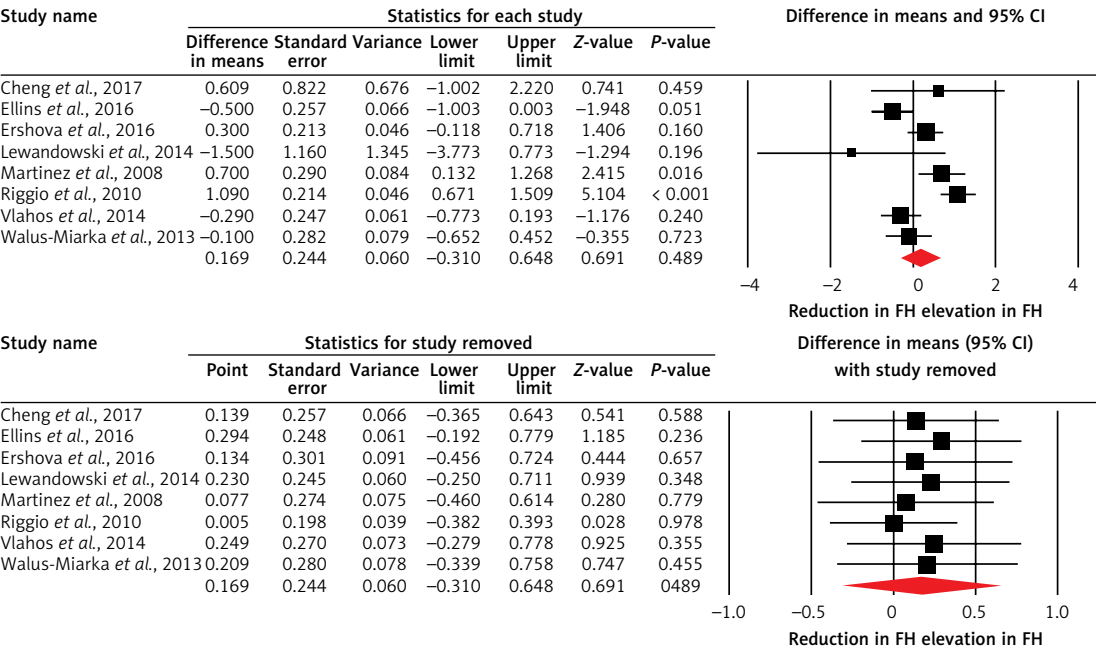 Study name Statistics for each study Difference in means and 95% CI
Difference in means Standard error Variance Lower limit Upper limit Z-value P-value
Cheng et al., 2017 0.609 0.822 0.676 −1.002 2.220 0.741 0.459
Ellins et al., 2016 −0.500 0.257 0.066 −1.003 0.003 −1.948 0.051
Ershova et al., 2016 0.300 0.213 0.046 −0.118 0.718 1.406 0.160
Lewandowski et al., 2014 −1.500 1.160 1.345 −3.773 0.773 −1.294 0.196
Martinez et al., 2008 0.700 0.290 0.084 0.132 1.268 2.415 0.016
Riggio et al., 2010 1.090 0.214 0.046 0.671 1.509 5.104 < 0.001
Vlahos et al., 2014 −0.290 0.247 0.061 −0.773 0.193 −1.176 0.240
Walus-Miarka et al., 2013 −0.100 0.282 0.079 −0.652 0.452 −0.355 0.723
0.169 0.244 0.060 −0.310 0.648 0.691 0.489
−4 −2 0 2 4
Reduction in FH elevation in FH
Study name Statistics for study removed Difference in means (95% CI) with study removed
Point Standard error Variance Lower limit Upper limit Z-value P-value
Cheng et al., 2017 0.139 0.257 0.066 −0.365 0.643 0.541 0.588
Ellins et al., 2016 0.294 0.248 0.061 −0.192 0.779 1.185 0.236
Ershova et al., 2016 0.134 0.301 0.091 −0.456 0.724 0.444 0.657
Lewandowski et al., 2014 0.230 0.245 0.060 −0.250 0.711 0.939 0.348
Martinez et al., 2008 0.077 0.274 0.075 −0.460 0.614 0.280 0.779
Riggio et al., 2010 0.005 0.198 0.039 −0.382 0.393 0.028 0.978
Vlahos et al., 2014 0.249 0.270 0.073 −0.279 0.778 0.925 0.355
Walus-Miarka et al., 2013 0.209 0.280 0.078 −0.339 0.758 0.747 0.455
0.169 0.244 0.060 −0.310 0.648 0.691 0489
−1.0 −0.5 0 0.5 1.0
Reduction in FH elevation in FH